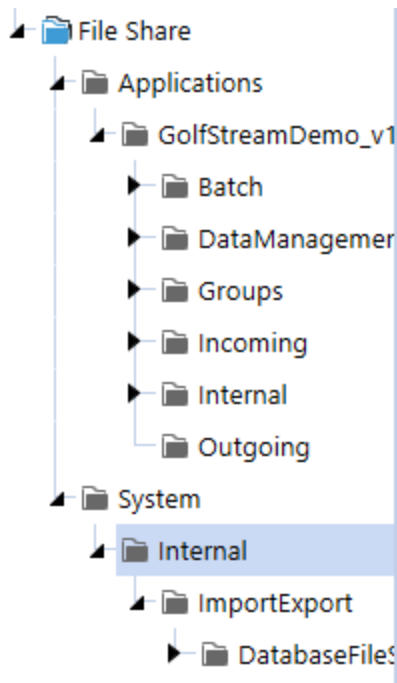 File Share
Applications
GolfStreamDemo_v1
Batch
DataManagemer
Groups
Incoming
Internal
Outgoing
System
Internal
ImportExport
DatabaseFileS